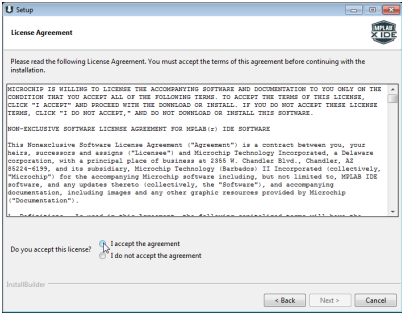 Setup
License Agreement
MPLAB
X IDE
Please read the following License Agreement. You must accept the terms of this agreement before continuing with the
installation.
MICROCHIP IS WILLING TO LICENSE THE ACCOMPANYING SOFTWARE AND DOCUMENTATION TO YOU ONLY ON THE
CONDITION THAT YOU ACCEPT ALL OF THE FOLLOWING TERMS. TO ACCEPT THE TERMS OF THIS LICENSE,
CLICK "I ACCEPT" AND PROCEED WITH THE DOWNLOAD OR INSTALL. IF YOU DO NOT ACCEPT THESE LICENSE
TERMS, CLICK "I DO NOT ACCEPT," AND DO NOT DOWNLOAD OR INSTALL THIS SOFTWARE.
NON-EXCLUSIVE SOFTWARE LICENSE AGREEMENT FOR MPLAB(r) IDE SOFTWARE
This Nonexclusive Software License Agreement ("Agreement") is a contract between you, your
heirs, successors and assigns ("Licensee") and Microchip Technology Incorporated, a Delaware
corporation, with a principal place of business at 2355 W. Chandler Blvd., Chandler, AZ
85224-6199, and its subsidiary, Microchip Technology (Barbados) II Incorporated (collectively,
"Microchip") for the accompanying Microchip software including, but not limited to, MPLAB IDE
software, and any updates thereto (collectively, the "Software"), and accompanying
documentation, including images and any other graphic resources provided by Microchip
("Documentation").
Do you accept this license?
I accept the agreement
I do not accept the agreement
InstallBuilder
< Back
Next >
Cancel